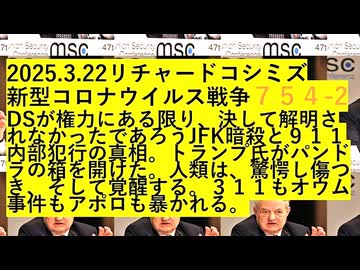 47t
msc
Security
Conference
2025.3.22リチャードコシミズ
新型コロナウイルス戦争７５４-2
DSが権力にある限り、決して解明さ
れなかったであろうJFK暗殺と９１１
内部犯行の真相。トランプ氏がパンド
ラの箱を開けた。人類は、驚愕し傷つ
き、そして覚醒する。３１１もオウム
事件もアポロも暴かれる。